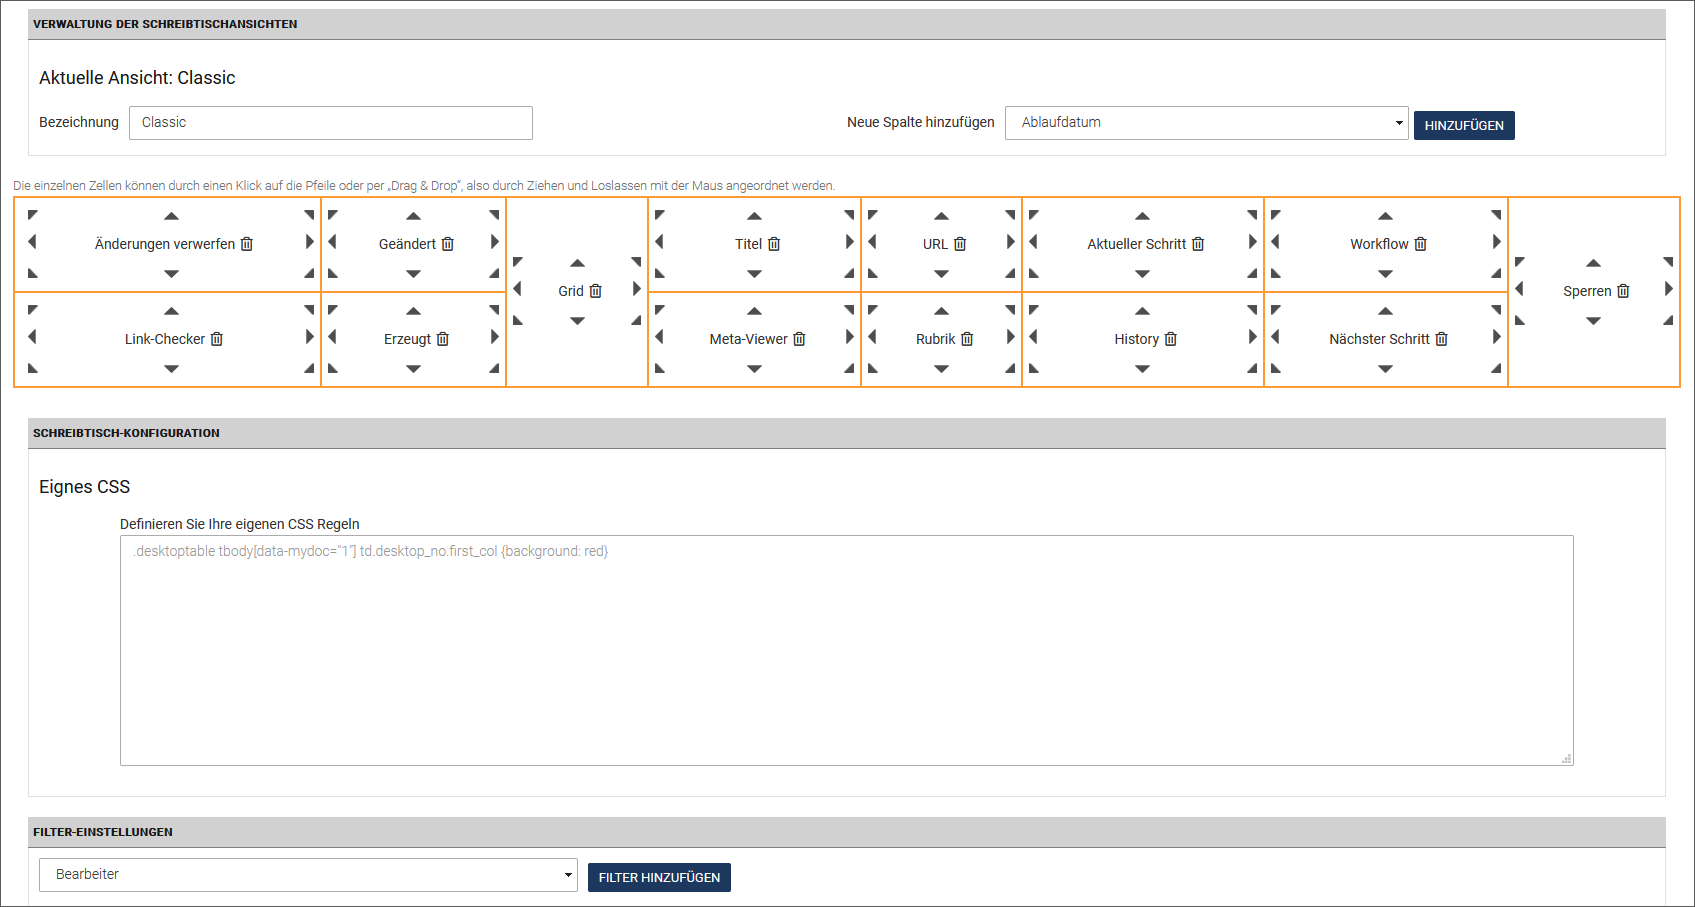 VERWALTUNG DER SCHREIBTISCHANSICHTEN
Aktuelle Ansicht: Classic
Bezeichnung Classic Neue Spalte hinzufügen Ablaufdatum HINZUFÜGEN
Die einzelnen Zellen können durch einen Klick auf die Pfeile oder per „Drag & Drop“, also durch Ziehen und Loslassen mit der Maus angeordnet werden.
Änderungen verwerfen Geändert Titel URL Aktueller Schritt Workflow
Grid Sperren
Link-Checker Erzeugt Meta-Viewer Rubrik History Nächster Schritt
SCHREIBTISCH-KONFIGURATION
Eignes CSS
Definieren Sie Ihre eigenen CSS Regeln
.desktoptable tbody[data-mydoc="1"] td.desktop_no.first_col {background: red}
FILTER-EINSTELLUNGEN
Bearbeiter FILTER HINZUFÜGEN